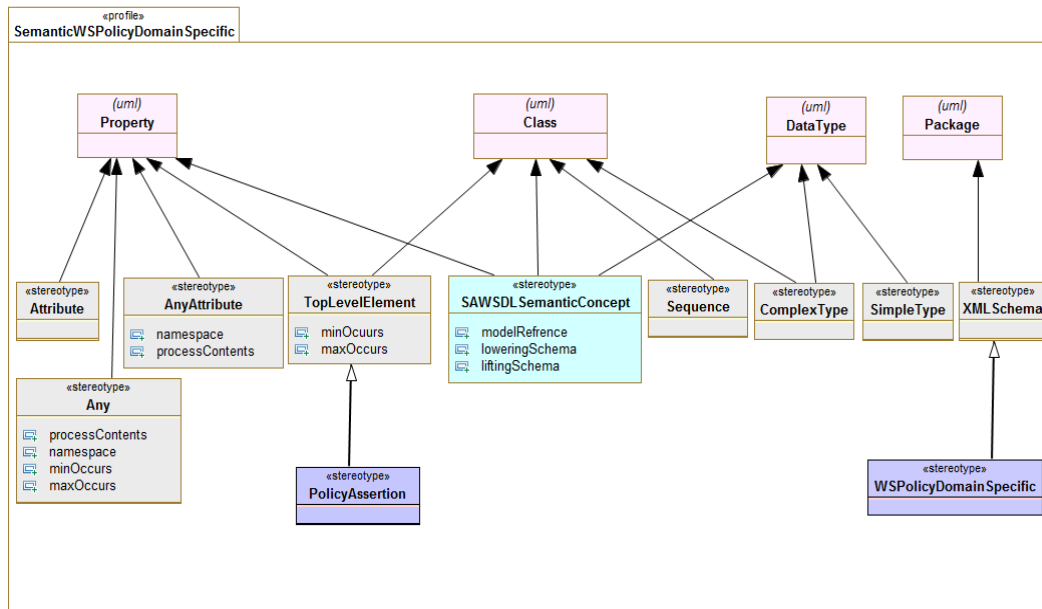 «profile»
SemanticWSPolicyDomainSpecific
(uml)
Property
(uml)
Class
(uml)
DataType
(uml)
Package
«stereotype»
Attribute
«stereotype»
AnyAttribute
namespace
processContents
«stereotype»
TopLevelElement
minOcuurs
maxOccurs
«stereotype»
SAWSDLSemanticConcept
modelRefrence
loweringSchema
liftingSchema
«stereotype»
Sequence
«stereotype»
ComplexType
«stereotype»
SimpleType
«stereotype»
XMLSchema
«stereotype»
Any
processContents
namespace
minOccurs
maxOccurs
«stereotype»
PolicyAssertion
«stereotype»
WSPolicyDomainSpecific